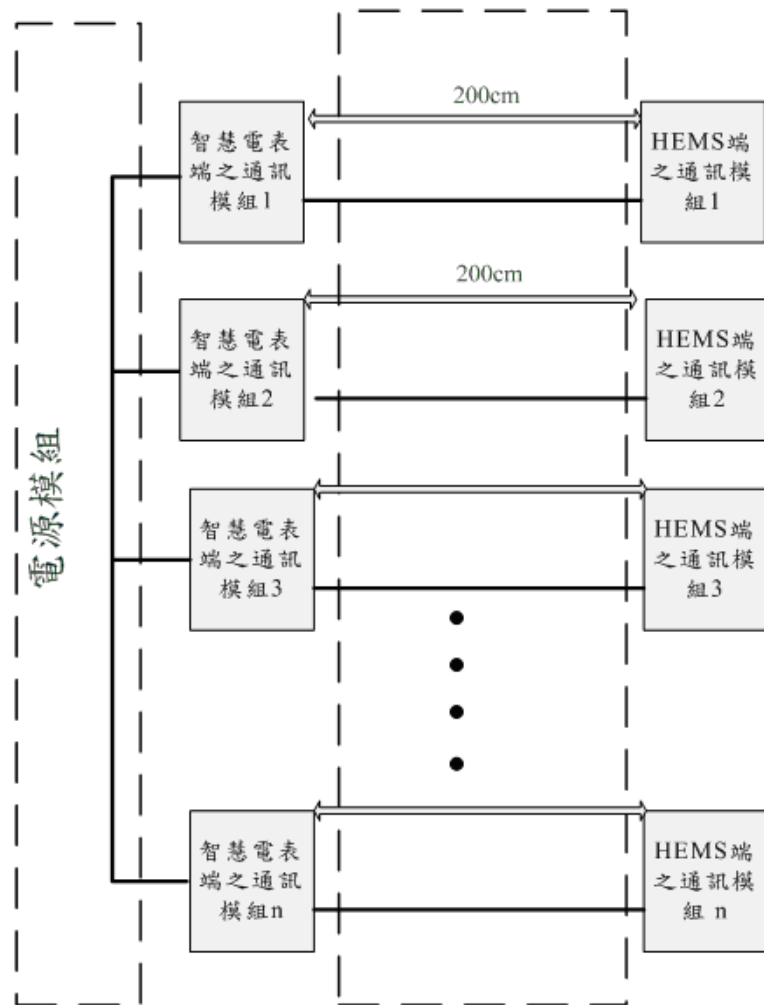 200cm
智慧電表
端之通訊
模組1
HEMS端
之通訊模
組1
200cm
智慧電表
端之通訊
模組2
HEMS端
之通訊模
組2
電源模組
智慧電表
端之通訊
模組3
HEMS端
之通訊模
組3
智慧電表
端之通訊
模組n
HEMS端
之通訊模
組 n